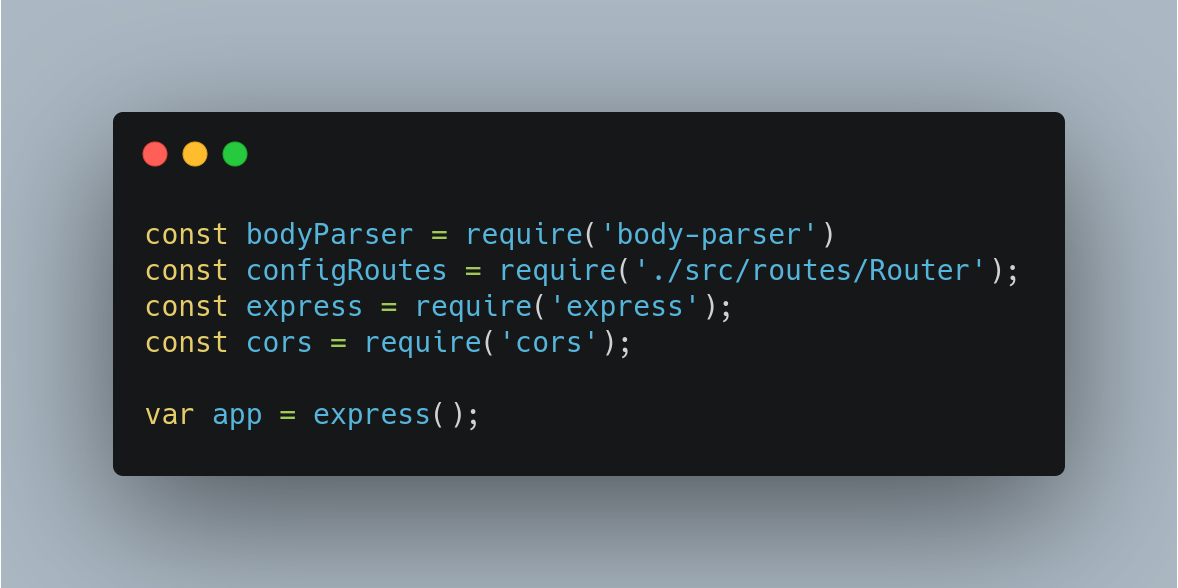 const bodyParser = require('body-parser')
const configRoutes = require('./src/routes/Router');
const express = require('express');
const cors = require('cors');
var app = express();